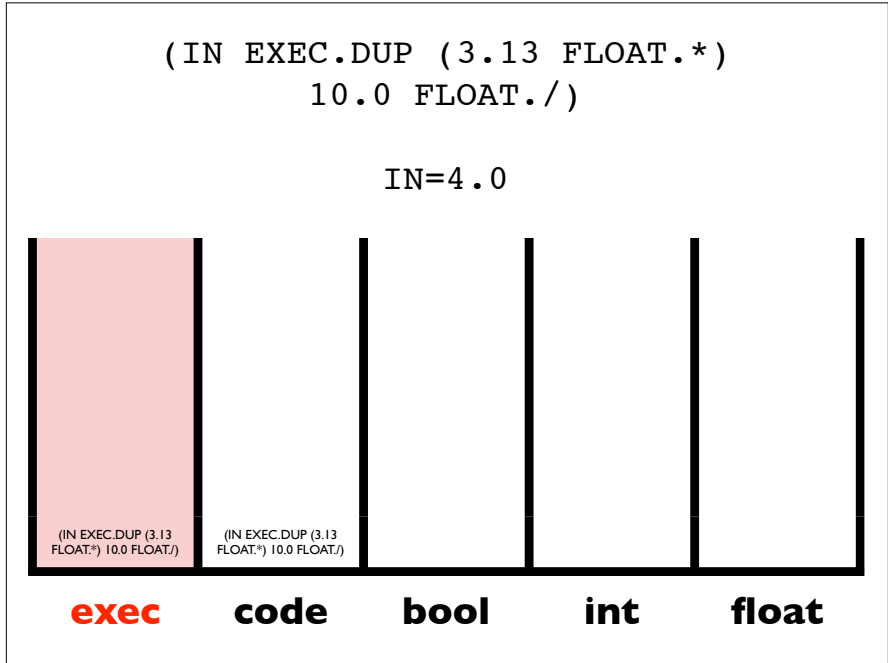 (IN EXEC.DUP (3.13 FLOAT.*)
10.0 FLOAT./)
IN=4.0
(IN EXEC.DUP (3.13
FLOAT.*) 10.0 FLOAT./)
(IN EXEC.DUP (3.13
FLOAT.*) 10.0 FLOAT./)
exec code bool int float